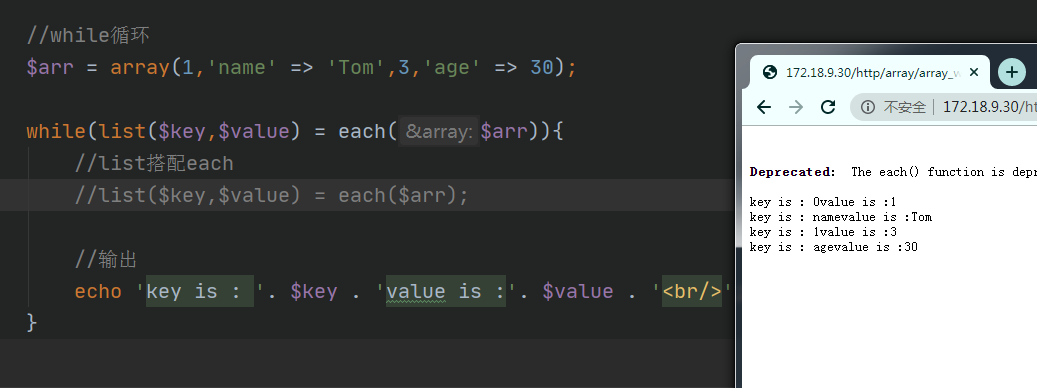 //while循环
$arr = array(1,'name' => 'Tom',3,'age' => 30);
while(list($key,$value) = each( &array: $arr)){
//list搭配each
//list($key,$value) = each($arr);
//输出
echo 'key is : '. $key . 'value is :'. $value . '<br/>'
}
172.18.9.30/http/array/array_w
不安全 172.18.9.30/ht
Deprecated: The each() function is depr
key is : 0value is :1
key is : namevalue is :Tom
key is : 1value is :3
key is : agevalue is :30